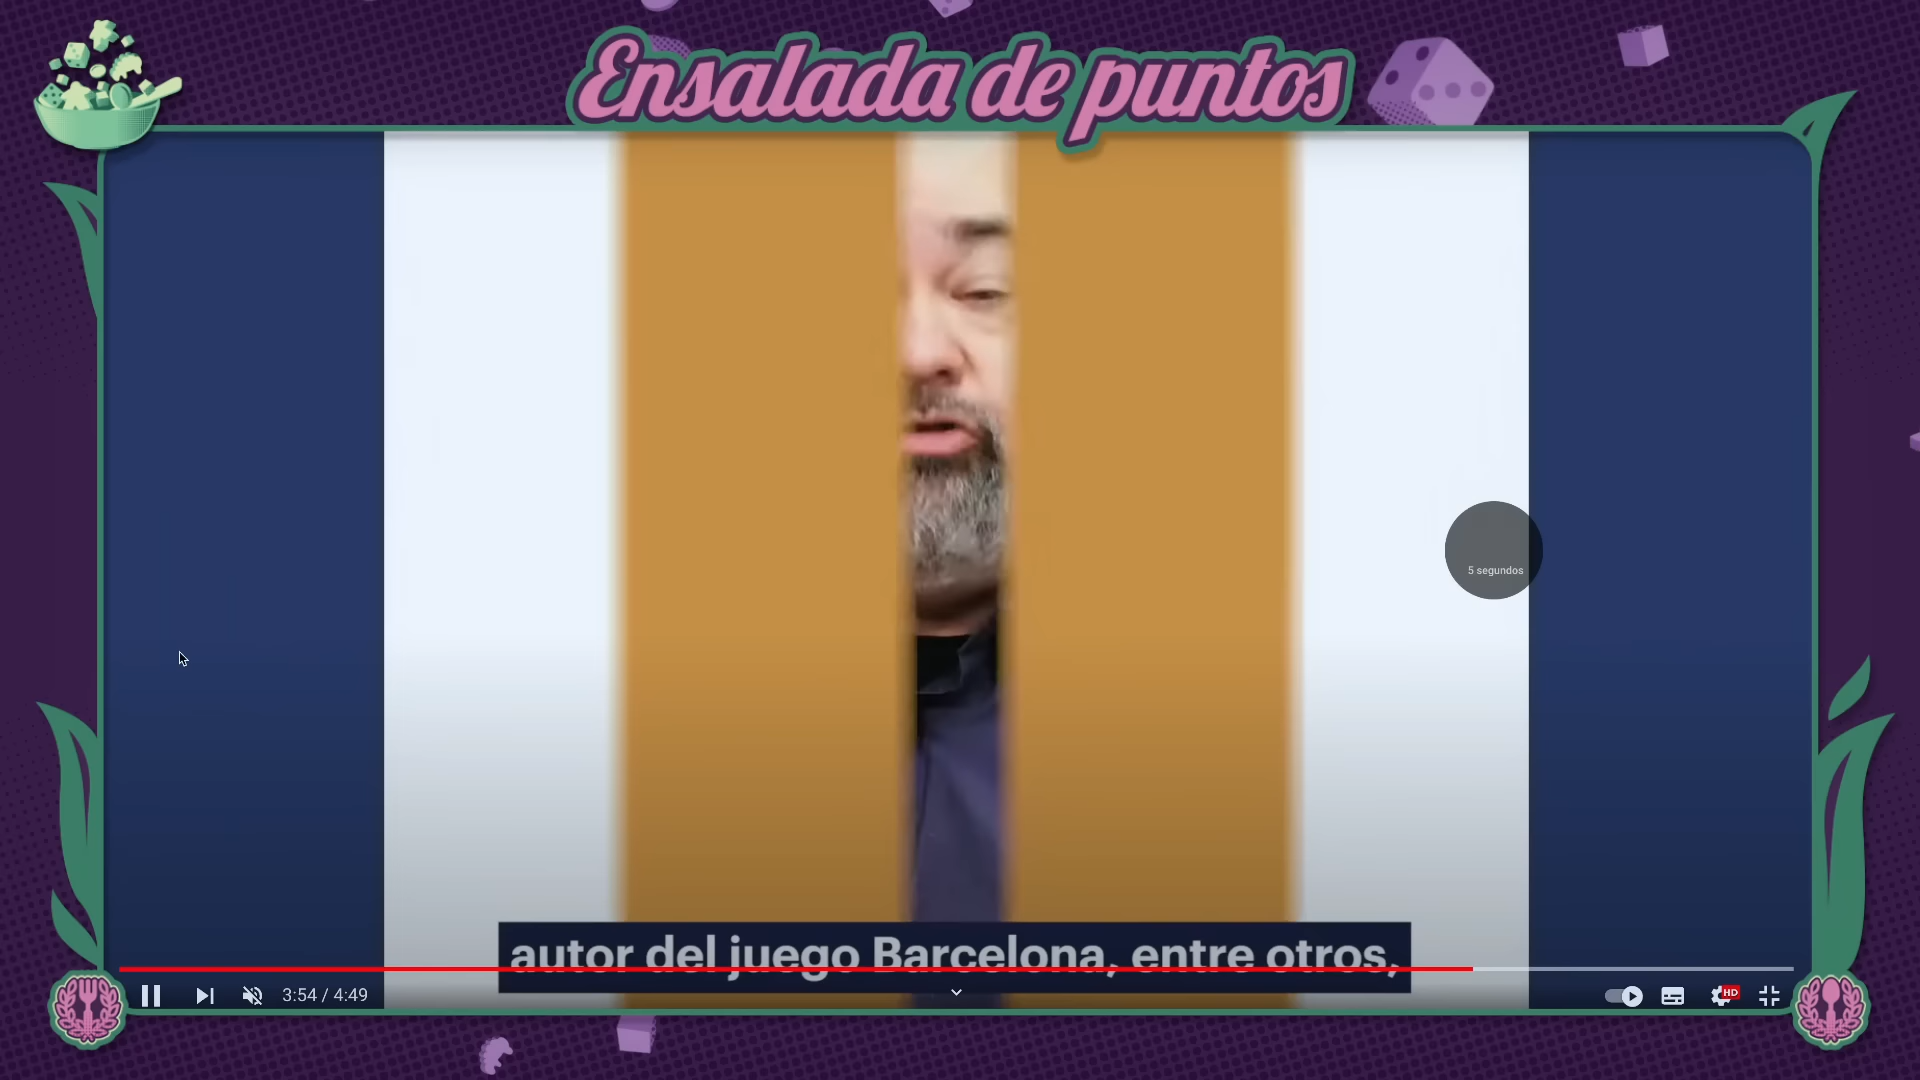 Ensalada de puntos
5 segundos
autor del juego Barcelona, entre otros,
3:54 / 4:49
HD